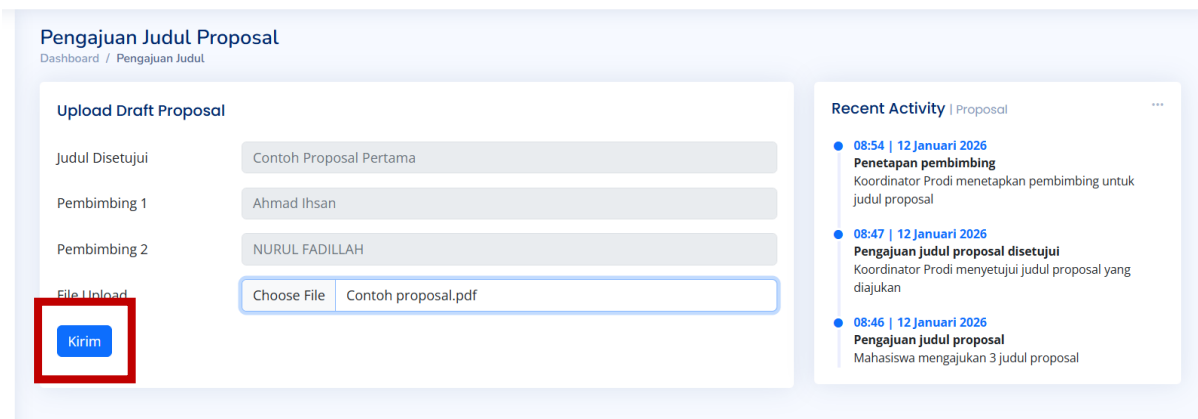 Pengajuan Judul Proposal
Dashboard / Pengajuan Judul
Upload Draft Proposal
Judul Disetujui
Contoh Proposal Pertama
Pembimbing 1
Ahmad Ihsan
Pembimbing 2
NURUL FADILLAH
File Upload
Choose File Contoh proposal.pdf
Kirim
Recent Activity | Proposal
...
08:54 | 12 Januari 2026
Penetapan pembimbing
Koordinator Prodi menetapkan pembimbing untuk
judul proposal
08:47 | 12 Januari 2026
Pengajuan judul proposal disetujui
Koordinator Prodi menyetujui judul proposal yang
diajukan
08:46 | 12 Januari 2026
Pengajuan judul proposal
Mahasiswa mengajukan 3 judul proposal